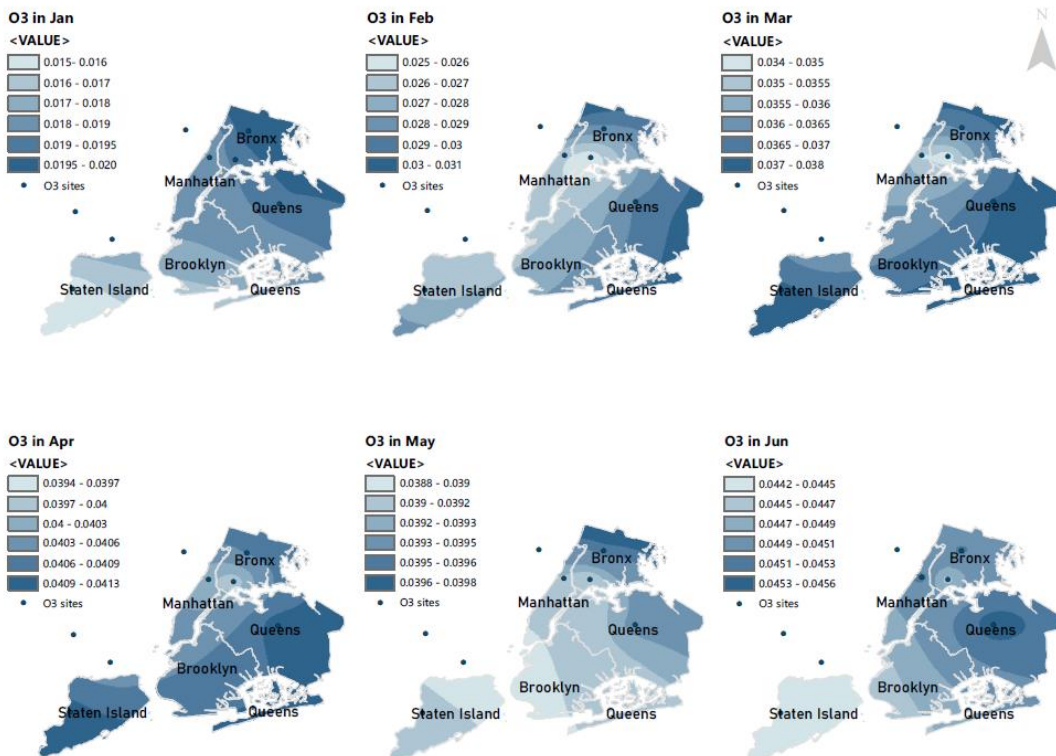 O3 in Jan
<VALUE>
0.015- 0.016
0.016 - 0.017
0.017 - 0.018
0.018 - 0.019
0.019 - 0.0195
0.0195 - 0.020
O3 sites
Bronx
Manhattan
Queens
Brooklyn
Staten Island
Queens
O3 in Feb
<VALUE>
0.025 - 0.026
0.026 - 0.027
0.027 - 0.028
0.028 - 0.029
0.029 - 0.03
0.03 - 0.031
O3 sites
Bronx
Manhattan
Queens
Brooklyn
Staten Island
Queens
O3 in Mar
<VALUE>
0.034 - 0.035
0.035 - 0.0355
0.0355 - 0.036
0.036 - 0.0365
0.0365 - 0.037
0.037 - 0.038
O3 sites
Bronx
Manhattan
Queens
Brooklyn
Staten Island
Queens
N
O3 in Apr
<VALUE>
0.0394 - 0.0397
0.0397 - 0.04
0.04 - 0.0403
0.0403 - 0.0406
0.0406 - 0.0409
0.0409 - 0.0413
O3 sites
Bronx
Manhattan
Queens
Brooklyn
Staten Island
Queens
O3 in May
<VALUE>
0.0388 - 0.039
0.039 - 0.0392
0.0392 - 0.0393
0.0393 - 0.0395
0.0395 - 0.0396
0.0396 - 0.0398
O3 sites
Bronx
Manhattan
Queens
Brooklyn
Staten Island
Queens
O3 in Jun
<VALUE>
0.0442 - 0.0445
0.0445 - 0.0447
0.0447 - 0.0449
0.0449 - 0.0451
0.0451 - 0.0453
0.0453 - 0.0456
O3 sites
Bronx
Manhattan
Queens
Brooklyn
Staten Island
Queens